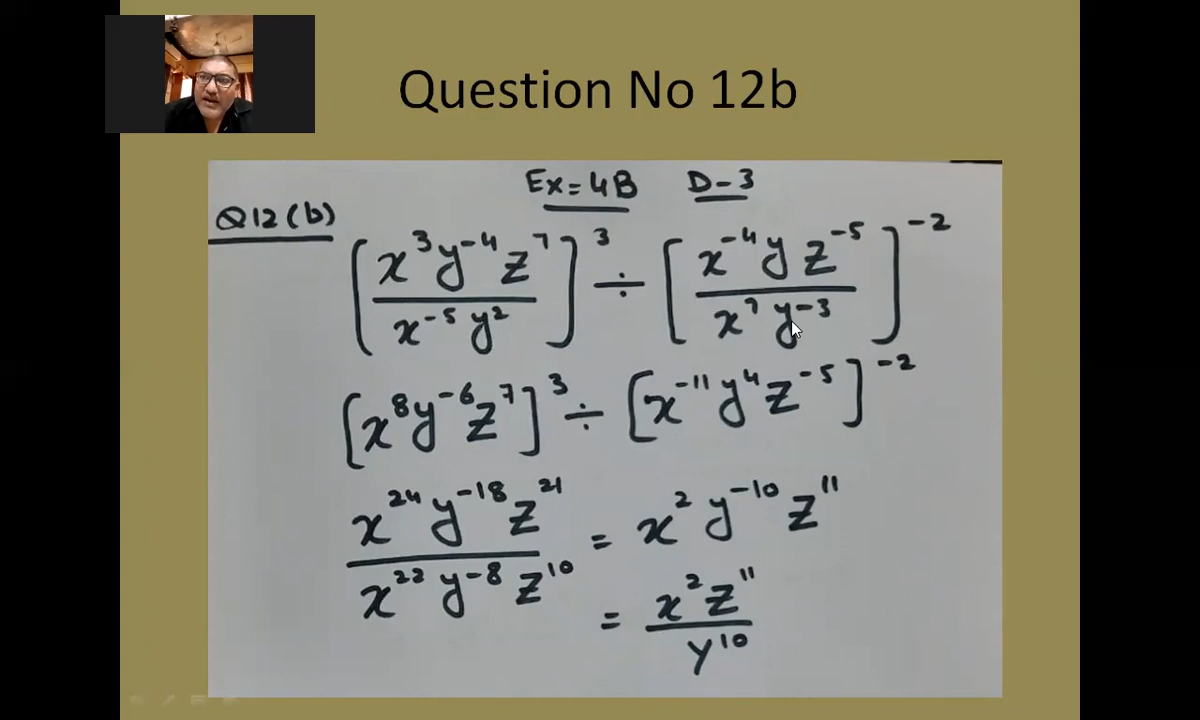 Question No 12b
Ex = 4B D-3
Q12 (b)
[x³y⁻⁴z⁷ / x⁻⁵y²]³ ÷ [x⁻⁴yz⁻⁵ / x⁷y⁻³]⁻²
[x⁸y⁻⁶z⁷]³ ÷ [x⁻¹¹y⁴z⁻⁵]⁻²
x²⁴y⁻¹⁸z²¹ / x²²y⁻⁸z¹⁰ = x²y⁻¹⁰z¹¹
= x²z¹¹ / y¹⁰